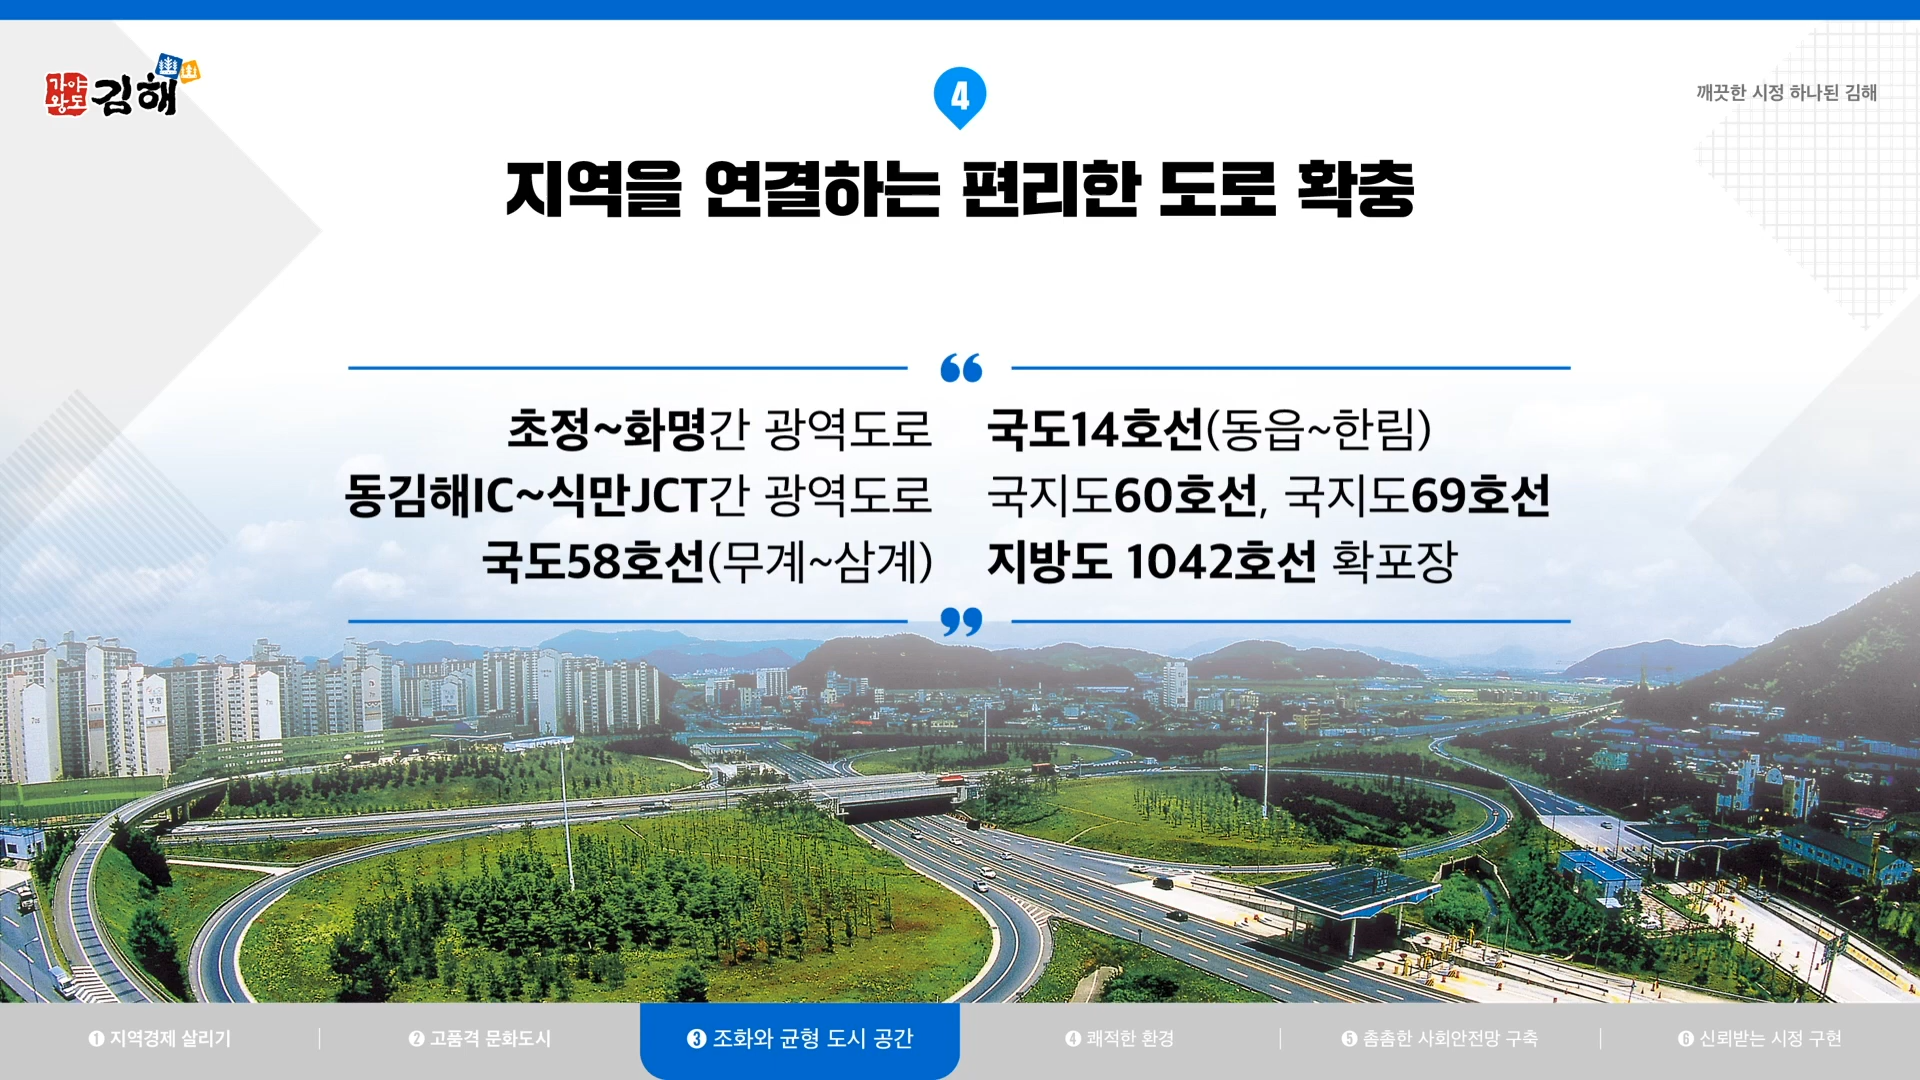 가야
왕도
김해
깨끗한 시정 하나된 김해
4
지역을 연결하는 편리한 도로 확충
초정~화명간 광역도로
동김해IC~식만JCT간 광역도로
국도58호선(무계~삼계)
국도14호선(동읍~한림)
국지도60호선, 국지도69호선
지방도 1042호선 확포장
❶ 지역경제 살리기
❷ 고품격 문화도시
❸ 조화와 균형 도시 공간
❹ 쾌적한 환경
❺ 촘촘한 사회안전망 구축
❻ 신뢰받는 시정 구현